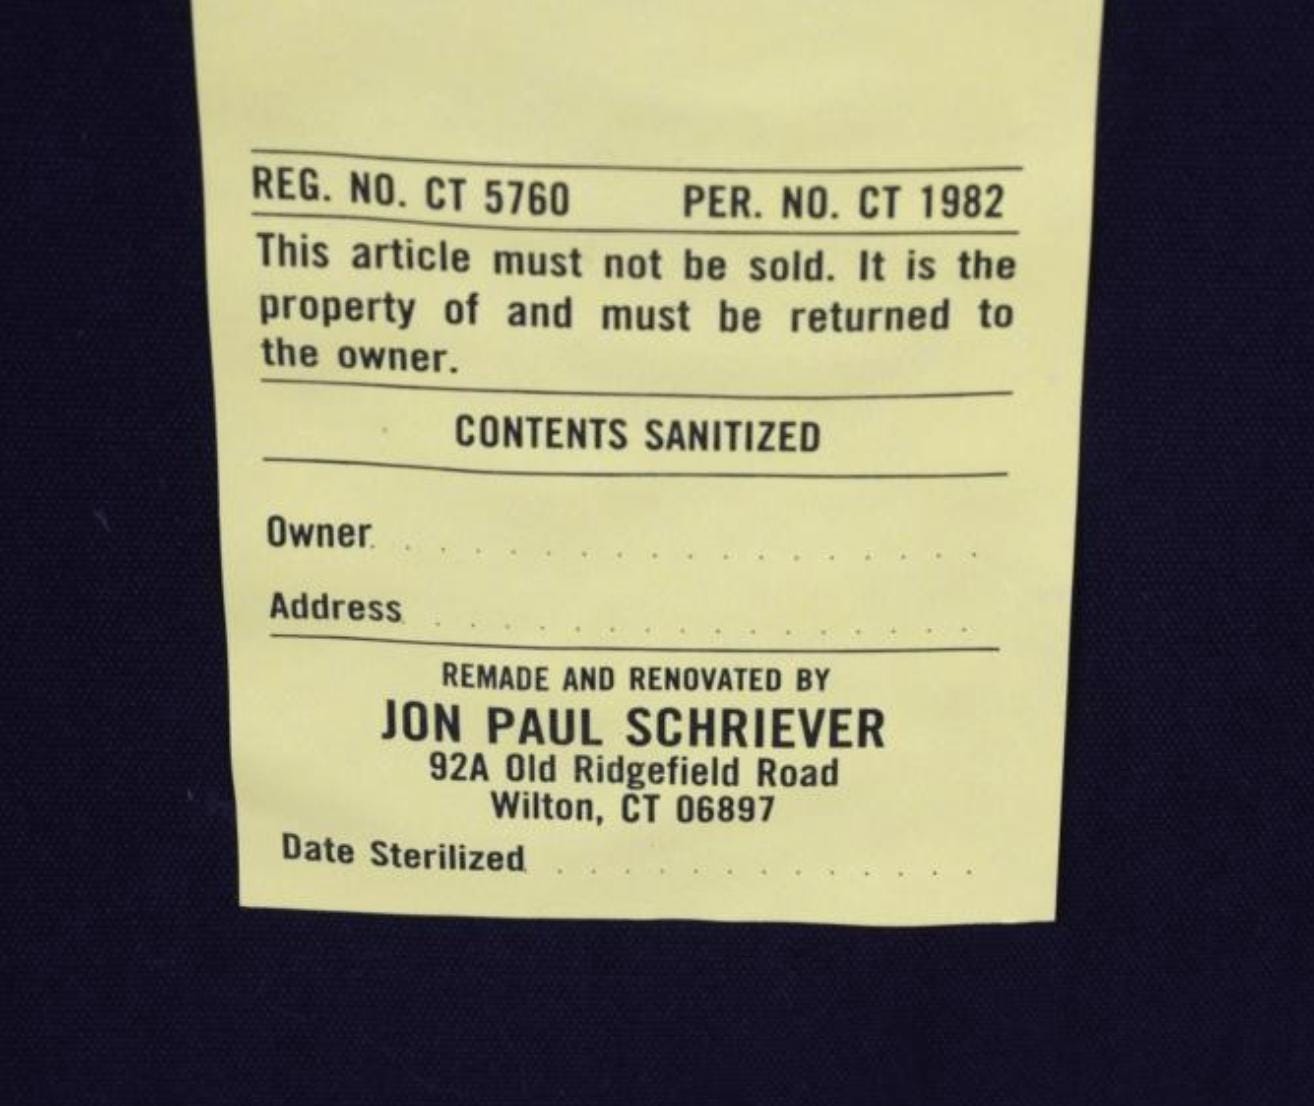 REG. NO. CT 5760 PER. NO. CT 1982
This article must not be sold. It is the
property of and must be returned to
the owner.
CONTENTS SANITIZED
Owner. . . . . . . . . . . . . . . . . .
Address. . . . . . . . . . . . . . . . .
REMADE AND RENOVATED BY
JON PAUL SCHRIEVER
92A Old Ridgefield Road
Wilton, CT 06897
Date Sterilized. . . . . . . . . . . . . .